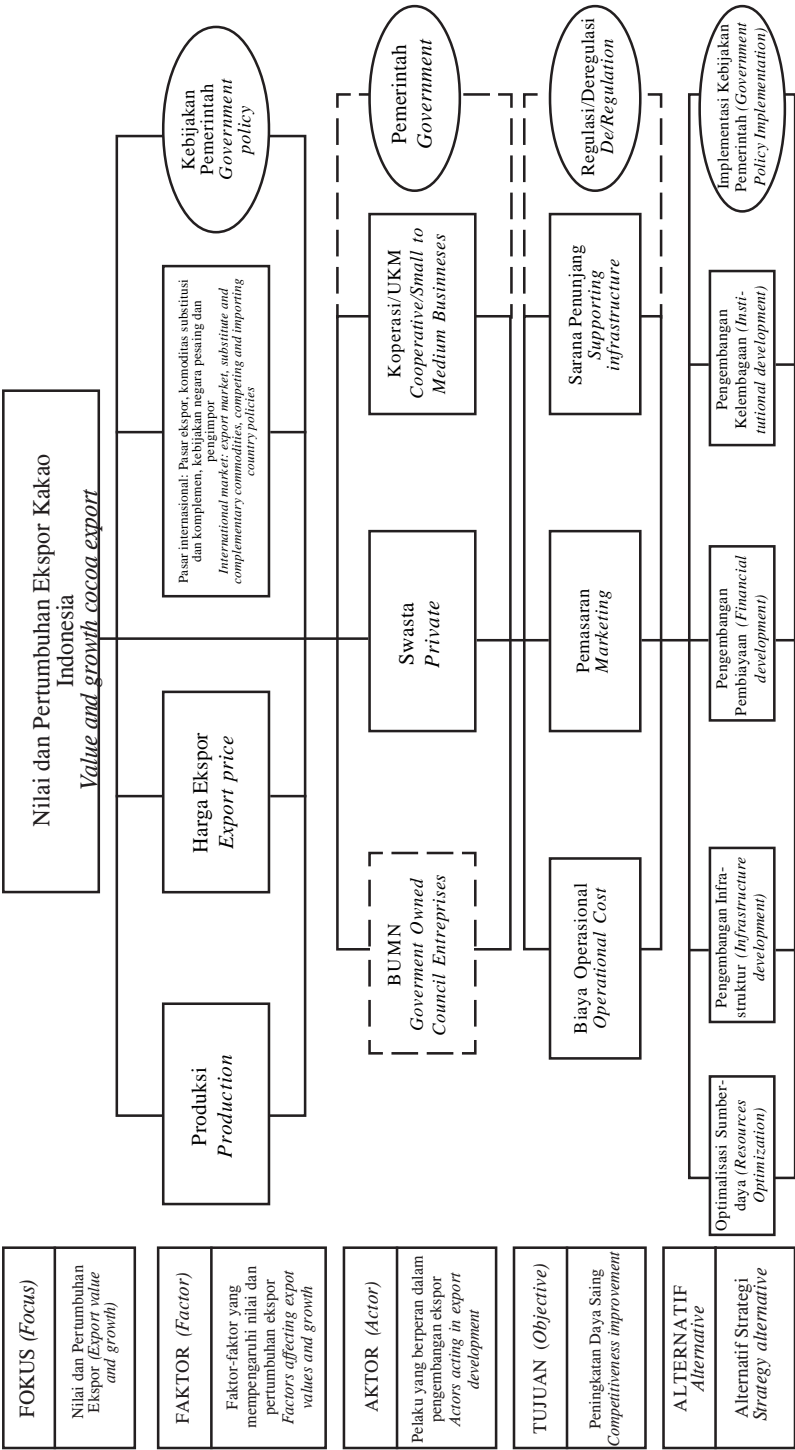 FOKUS (Focus)
Nilai dan Pertumbuhan
Ekspor (Export value
and growth)
Nilai dan Pertumbuhan Ekspor Kakao
Indonesia
Value and growth cocoa export
FAKTOR (Factor)
Faktor-faktor yang
mempengaruhi nilai dan
pertumbuhan ekspor
Factors affecting expot
values and growth
Produksi
Production
Harga Ekspor
Export price
Pasar internasional: Pasar ekspor, komoditas substitusi
dan komplemen, kebijakan negara pesaing dan
pengimpor
International market: export market, substitute and
complementary commodities, competing and importing
country policies
Kebijakan
Pemerintah
Government
policy
AKTOR (Actor)
Pelaku yang berperan dalam
pengembangan ekspor
Actors acting in export
development
BUMN
Goverment Owned
Council Entreprises
Swasta
Private
Koperasi/UKM
Cooperative/Small to
Medium Businneses
Pemerintah
Government
TUJUAN (Objective)
Peningkatan Daya Saing
Competitiveness improvement
Biaya Operasional
Operational Cost
Pemasaran
Marketing
Sarana Penunjang
Supporting
infrastructure
Regulasi/Deregulasi
De/Regulation
ALTERNATIF
Alternative
Alternatif Strategi
Strategy alternative
Optimalisasi Sumber-
daya (Resources
Optimization)
Pengembangan Infra-
struktur (Infrastructure
development)
Pengembangan
Pembiayaan (Financial
development)
Pengembangan
Kelembagaan (Insti-
tutional development)
Implementasi Kebijakan
Pemerintah (Government
Policy Implementation)